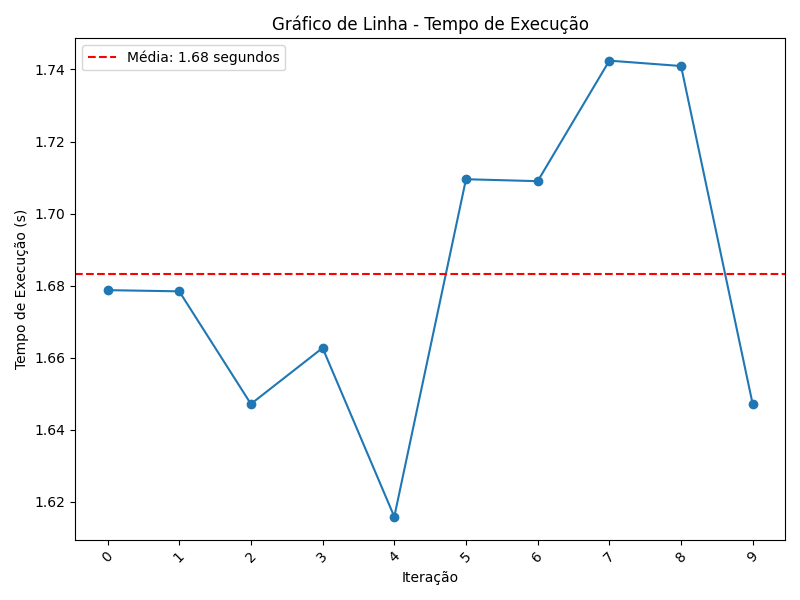 Gráfico de Linha - Tempo de Execução
Média: 1.68 segundos
Tempo de Execução (s)
1.74
1.72
1.70
1.68
1.66
1.64
1.62
0 1 2 3 4 5 6 7 8 9
Iteração